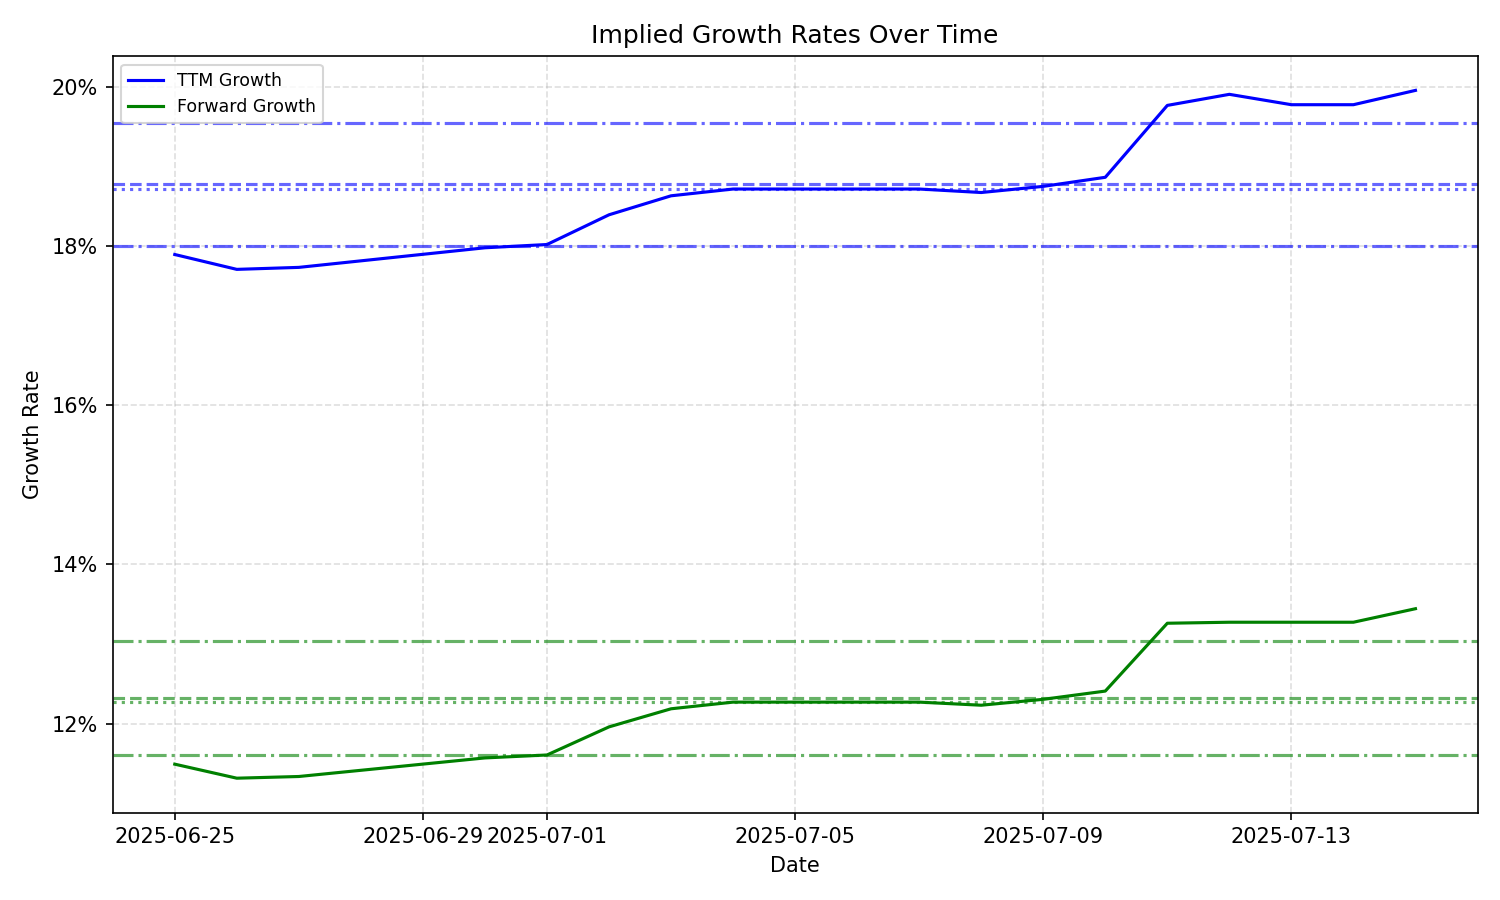 Implied Growth Rates Over Time
TTM Growth
Forward Growth
20%
18%
16%
14%
12%
Growth Rate
2025-06-25
2025-06-29
2025-07-01
2025-07-05
2025-07-09
2025-07-13
Date